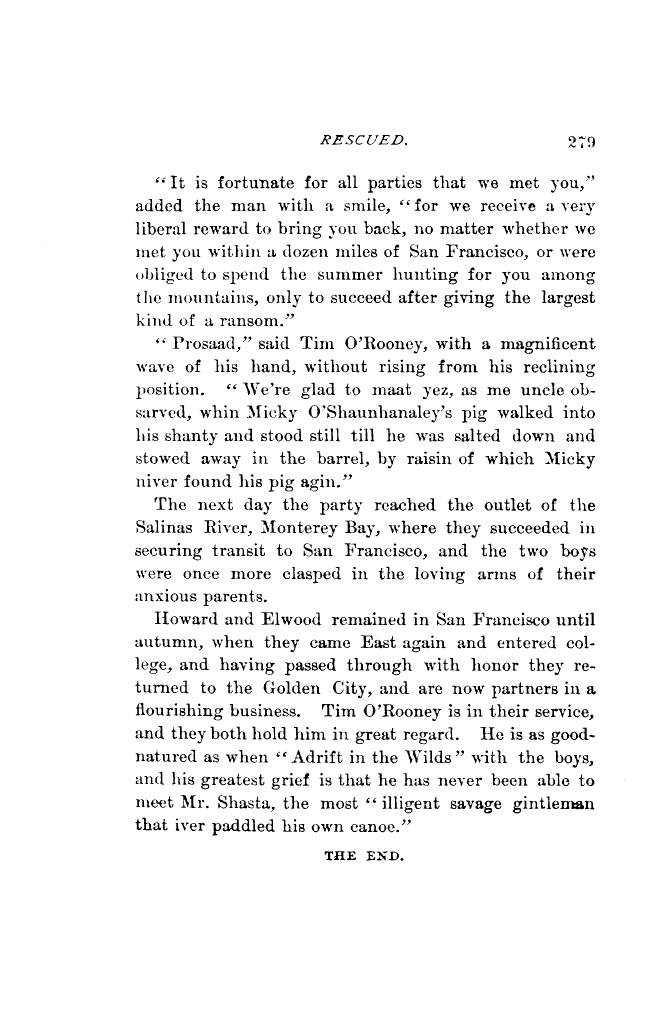 RESCUED. 279
“It is fortunate for all parties that we met you,”
added the man with a smile, “for we receive a very
liberal reward to bring you back, no matter whether we
met you within a dozen miles of San Francisco, or were
obliged to spend the summer hunting for you among
the mountains, only to succeed after giving the largest
kind of a ransom.”
“Prosaad,” said Tim O’Rooney, with a magnificent
wave of his hand, without rising from his reclining
position. “We’re glad to maat yez, as me uncle ob-
sarved, whin Micky O’Shaunhanaley’s pig walked into
his shanty and stood still till he was salted down and
stowed away in the barrel, by raisin of which Micky
niver found his pig agin.”
The next day the party reached the outlet of the
Salinas River, Monterey Bay, where they succeeded in
securing transit to San Francisco, and the two boys
were once more clasped in the loving arms of their
anxious parents.
Howard and Elwood remained in San Francisco until
autumn, when they came East again and entered col-
lege, and having passed through with honor they re-
turned to the Golden City, and are now partners in a
flourishing business. Tim O’Rooney is in their service,
and they both hold him in great regard. He is as good-
natured as when “Adrift in the Wilds” with the boys,
and his greatest grief is that he has never been able to
meet Mr. Shasta, the most “illigent savage gintleman
that iver paddled his own canoe.”
THE END.